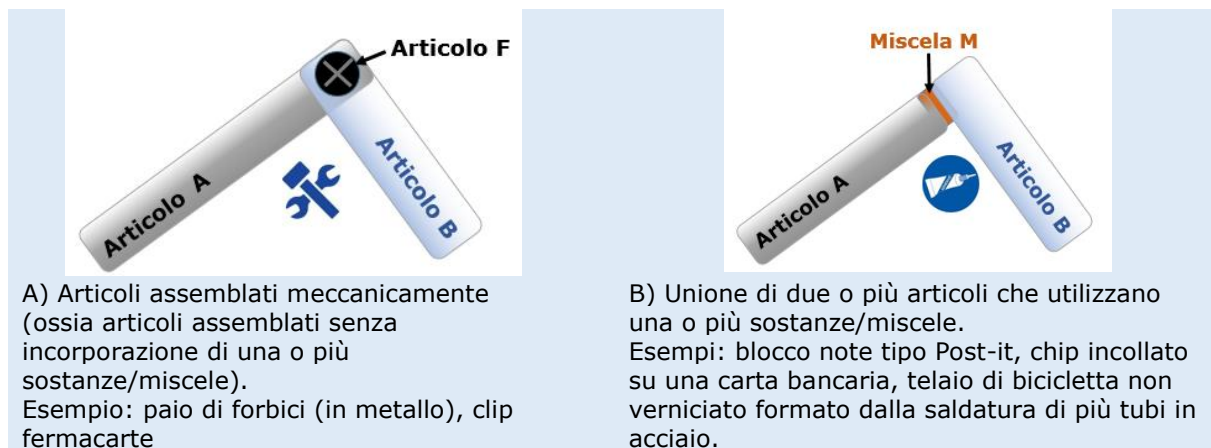 Articolo F
Articolo A
Articolo B
A) Articoli assemblati meccanicamente
(ossia articoli assemblati senza
incorporazione di una o più
sostanze/miscele).
Esempio: paio di forbici (in metallo), clip
fermacarte
Miscela M
Articolo A
Articolo B
B) Unione di due o più articoli che utilizzano
una o più sostanze/miscele.
Esempi: blocco note tipo Post-it, chip incollato
su una carta bancaria, telaio di bicicletta non
verniciato formato dalla saldatura di più tubi in
acciaio.